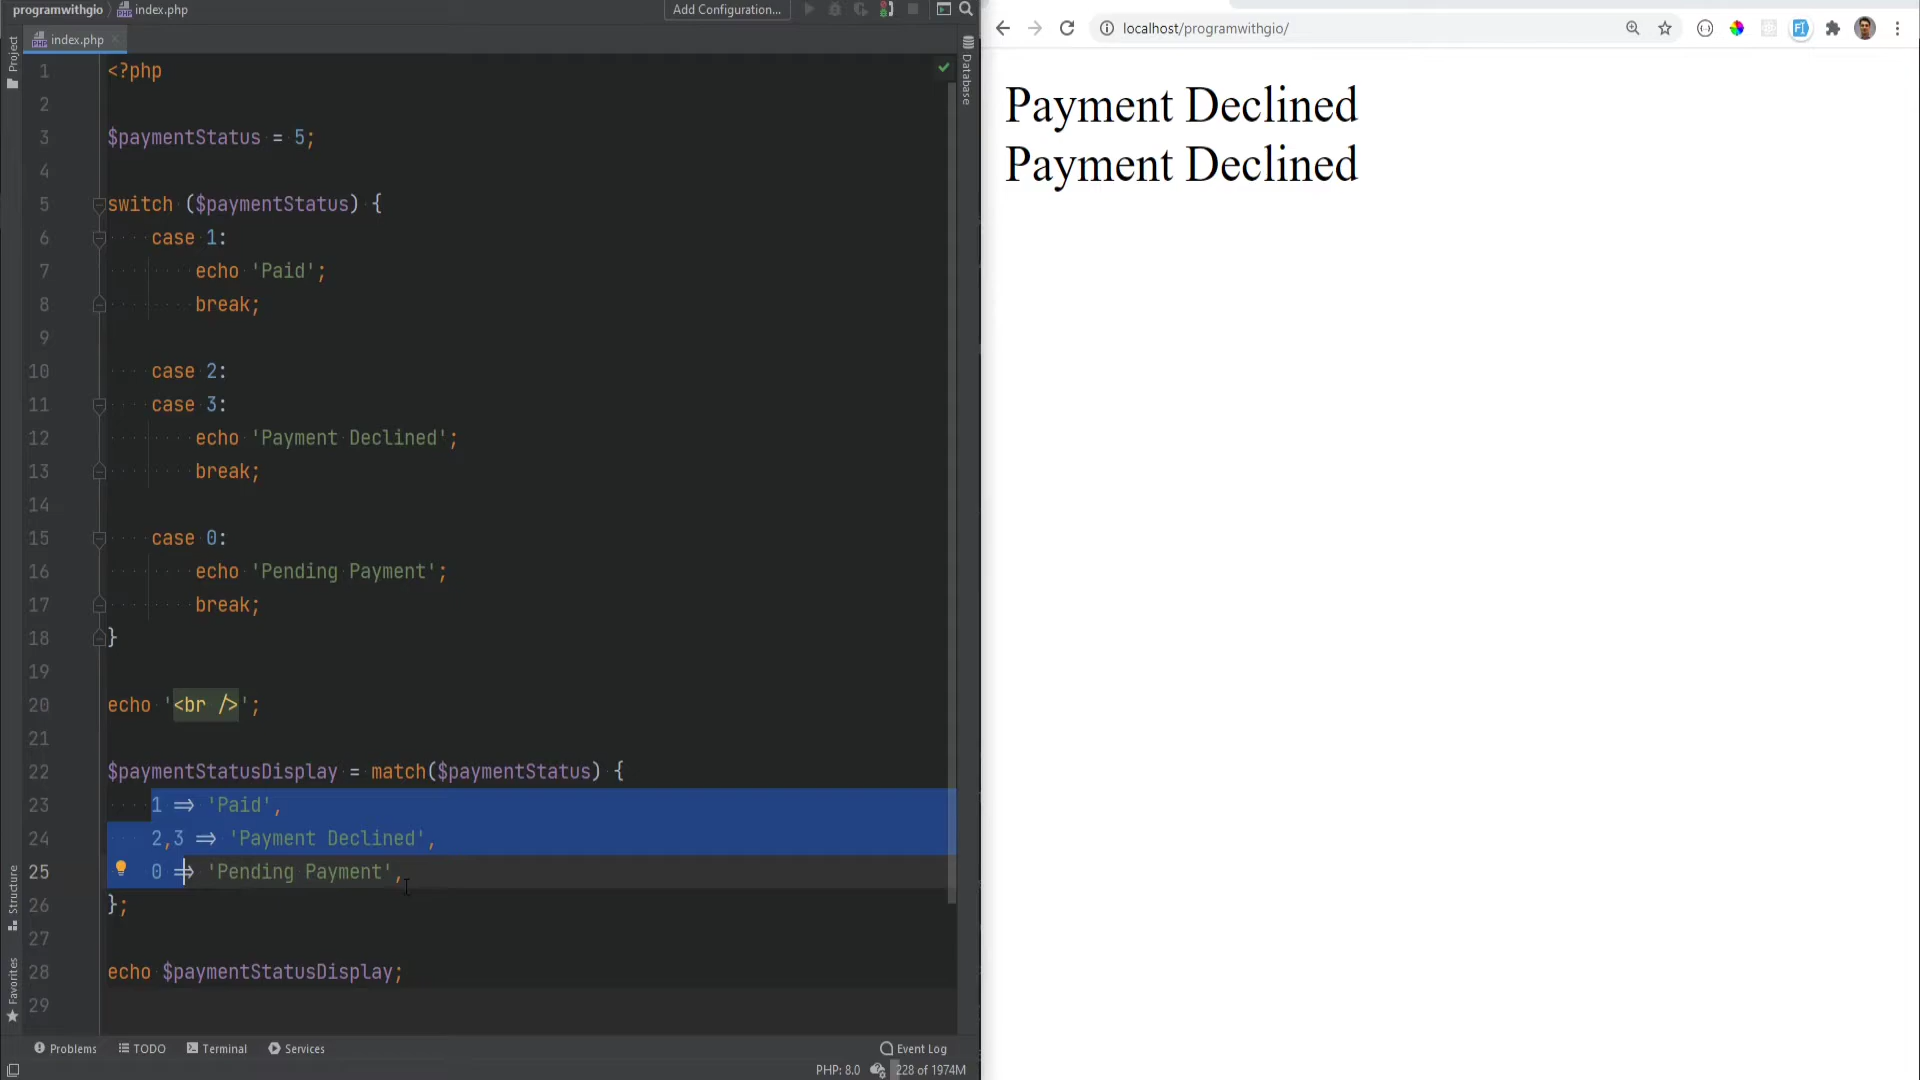 programwithgio index.php Add Configuration...
index.php
Project
Database
1 <?php
2
3 $paymentStatus = 5;
4
5 switch ($paymentStatus) {
6 case 1:
7 echo 'Paid';
8 break;
9
10 case 2:
11 case 3:
12 echo 'Payment Declined';
13 break;
14
15 case 0:
16 echo 'Pending Payment';
17 break;
18 }
19
20 echo '<br />';
21
22 $paymentStatusDisplay = match($paymentStatus) {
23 1 => 'Paid',
24 2,3 => 'Payment Declined',
25 0 => 'Pending Payment',
26 };
27
28 echo $paymentStatusDisplay;
29
Structure
Favorites
Problems TODO Terminal Services Event Log
PHP: 8.0 228 of 1974M
localhost/programwithgio/
Payment Declined
Payment Declined